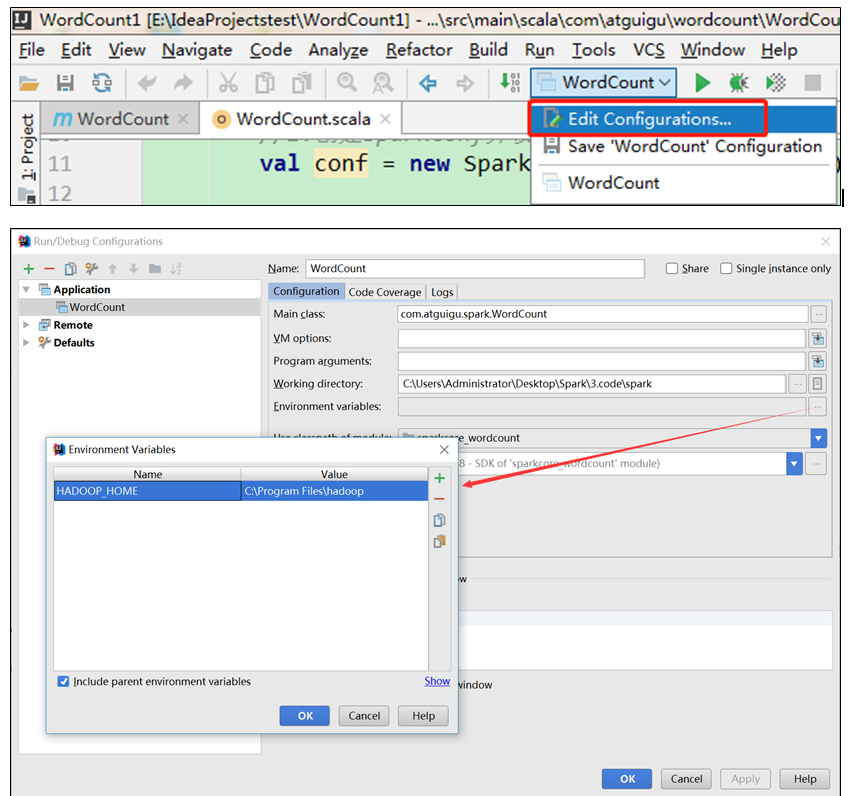 WordCount1 [E:\IdeaProjectstest\WordCount1] - ...\src\main\scala\com\atguigu\wordcount\WordCou
File Edit View Navigate Code Analyze Refactor Build Run Tools VCS Window Help
WordCount
WordCount WordCount.scala
Edit Configurations...
1: Project
11 val conf = new Spark
Save 'WordCount' Configuration
12
WordCount
Run/Debug Configurations
Name: WordCount Share Single instance only
Application
WordCount
Remote
Defaults
Configuration Code Coverage Logs
Main class: com.atguigu.spark.WordCount
VM options:
Program arguments:
Working directory: C:\Users\Administrator\Desktop\Spark\3.code\spark
Environment variables:
Use classpath of module: sparkcore_wordcount
8 - SDK of 'sparkcore_wordcount' module)
Environment Variables
Name Value
HADOOP_HOME C:\Program Files\hadoop
ow
Include parent environment variables Show
window
OK Cancel Help
OK Cancel Apply Help